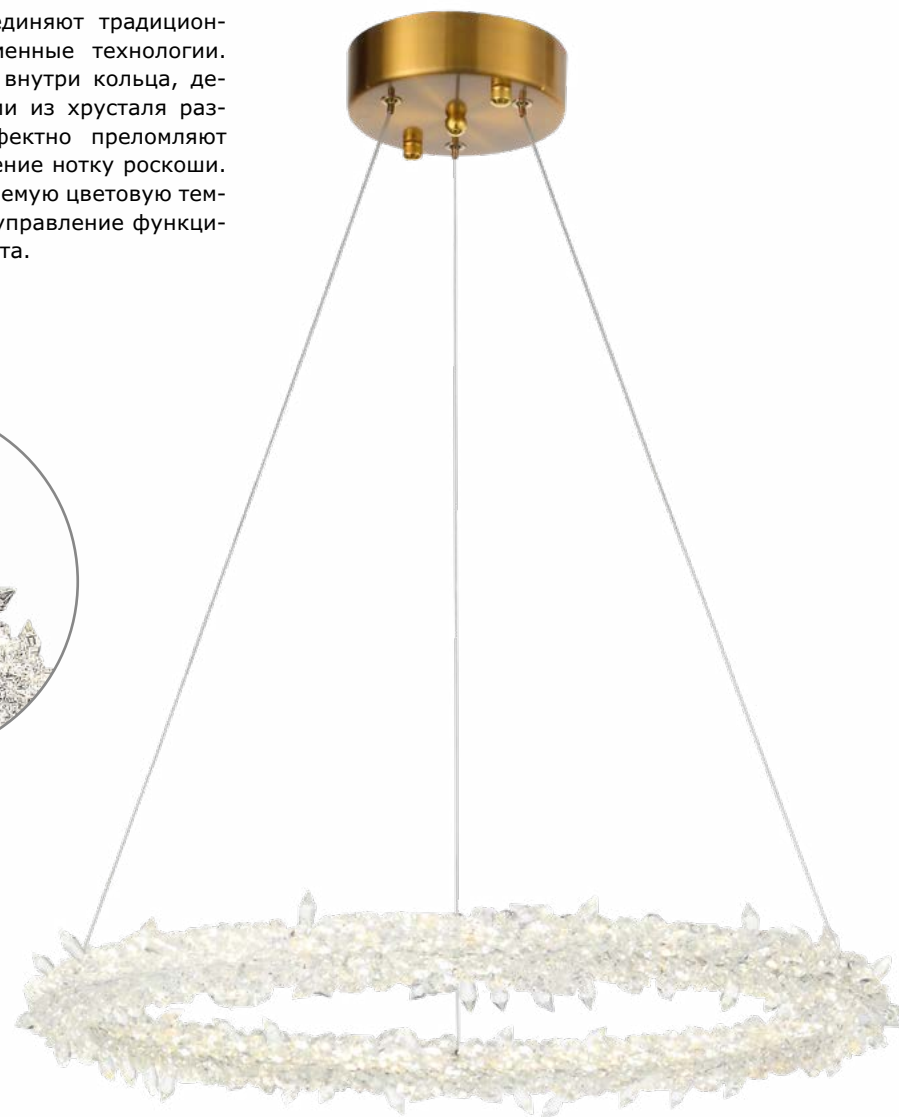 единяют традицион-
менные технологии.
внутри кольца, де-
ии из хрусталя раз-
фектно преломляют
ение нотку роскоши.
аемую цветовую тем-
управление функци-
та.